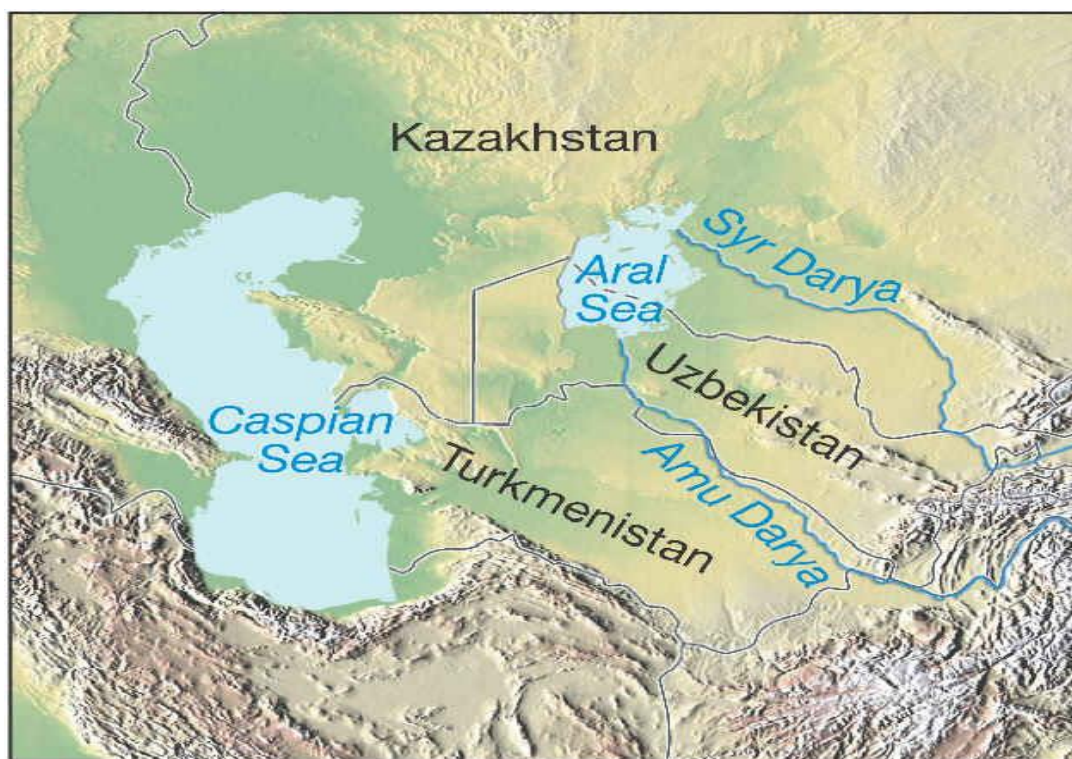 Kazakhstan
Syr Darya
Aral
Sea
Uzbekistan
Caspian
Sea
Turkmenistan
Amu Darya